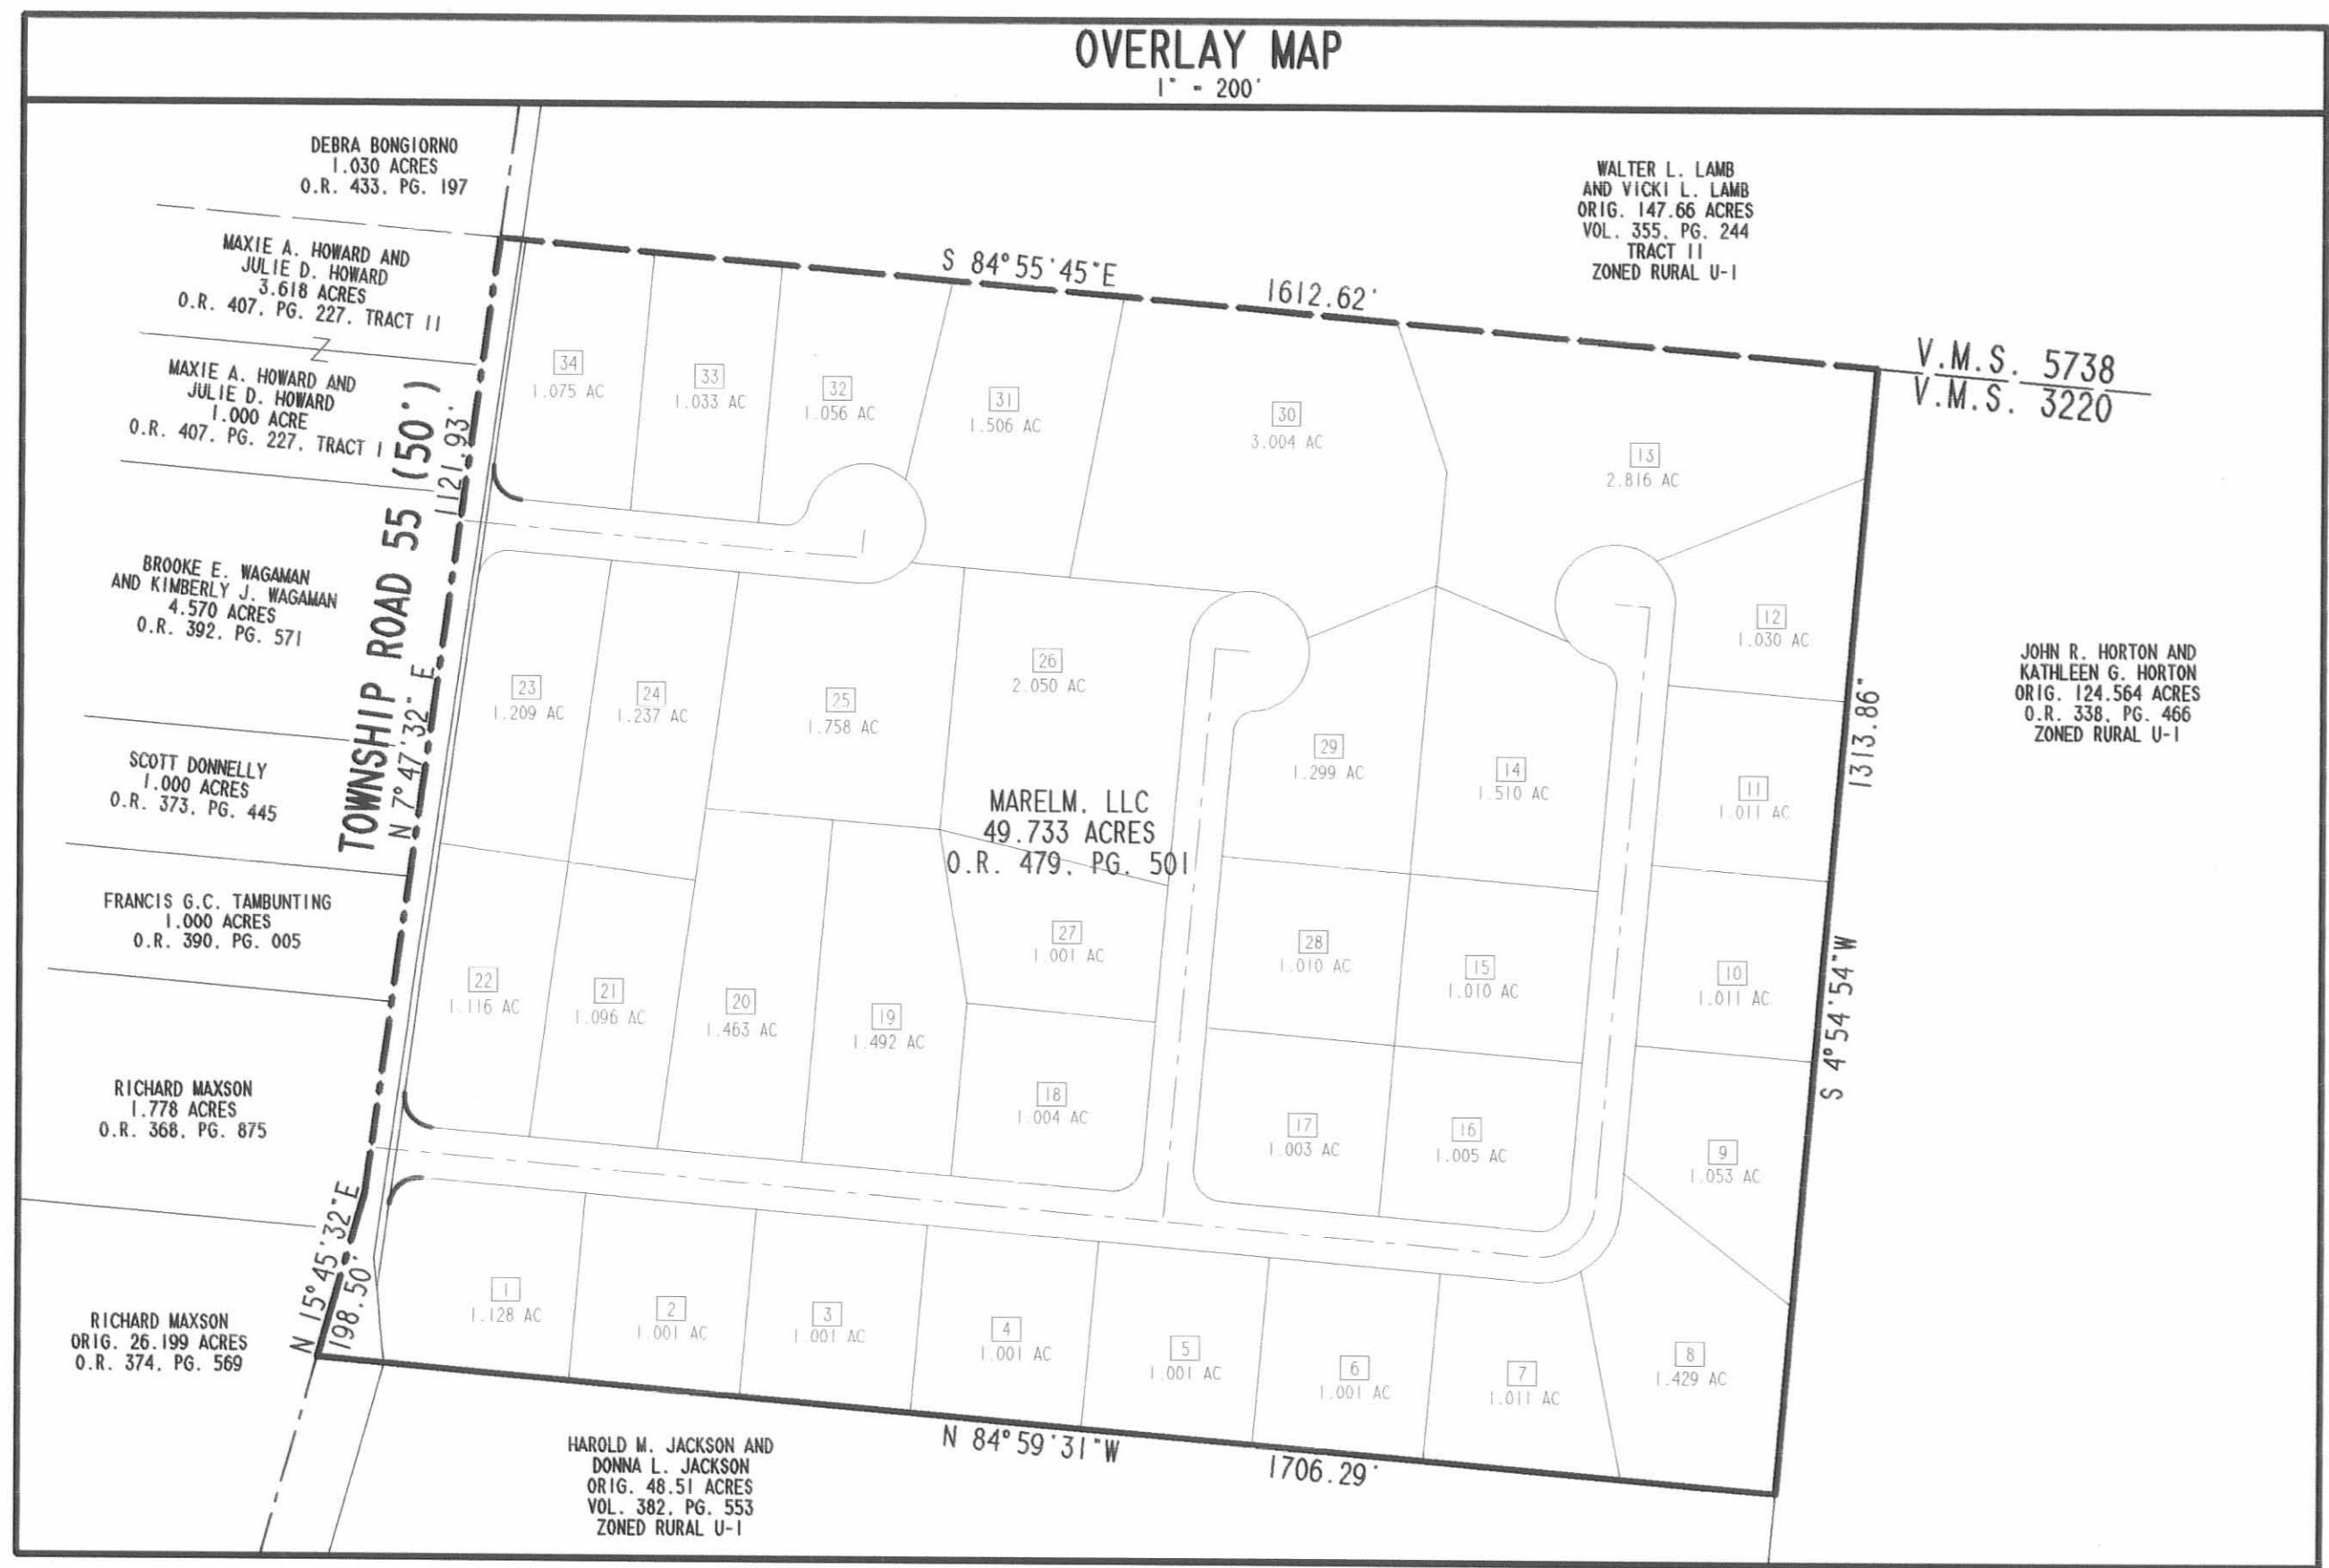 OVERLAY MAP
1" - 200'
DEBRA BONGIORNO
1.030 ACRES
O.R. 433, PG. 197
MAXIE A. HOWARD AND
JULIE D. HOWARD
3.618 ACRES
O.R. 407, PG. 227, TRACT II
MAXIE A. HOWARD AND
JULIE D. HOWARD
1.000 ACRE
O.R. 407, PG. 227, TRACT I
BROOKE E. WAGAMAN
AND KIMBERLY J. WAGAMAN
4.570 ACRES
O.R. 392, PG. 571
SCOTT DONNELLY
1.000 ACRES
O.R. 373, PG. 445
FRANCIS G.C. TAMBUNTING
1.000 ACRES
O.R. 390, PG. 005
RICHARD MAXSON
1.778 ACRES
O.R. 368, PG. 875
RICHARD MAXSON
ORIG. 26.199 ACRES
O.R. 374, PG. 569
TOWNSHIP ROAD 55 (50')
N 7°47'32" E
1121.93'
N 15°45'32"E
198.50'
S 84°55'45"E
1612.62'
WALTER L. LAMB
AND VICKI L. LAMB
ORIG. 147.66 ACRES
VOL. 355, PG. 244
TRACT II
ZONED RURAL U-1
V.M.S. 5738
V.M.S. 3220
34
1.075 AC
33
1.033 AC
32
1.056 AC
31
1.506 AC
30
3.004 AC
13
2.816 AC
12
1.030 AC
23
1.209 AC
24
1.237 AC
25
1.758 AC
26
2.050 AC
29
1.299 AC
14
1.510 AC
11
1.011 AC
MARELM, LLC
49.733 ACRES
O.R. 479, PG. 501
22
1.116 AC
21
1.096 AC
20
1.463 AC
19
1.492 AC
27
1.001 AC
28
1.010 AC
15
1.010 AC
10
1.011 AC
18
1.004 AC
17
1.003 AC
16
1.005 AC
9
1.053 AC
1
1.128 AC
2
1.001 AC
3
1.001 AC
4
1.001 AC
5
1.001 AC
6
1.001 AC
7
1.011 AC
8
1.429 AC
1313.86"
S 4°54'54"W
JOHN R. HORTON AND
KATHLEEN G. HORTON
ORIG. 124.564 ACRES
O.R. 338, PG. 466
ZONED RURAL U-1
N 84°59'31"W
1706.29'
HAROLD M. JACKSON AND
DONNA L. JACKSON
ORIG. 48.51 ACRES
VOL. 382, PG. 553
ZONED RURAL U-1